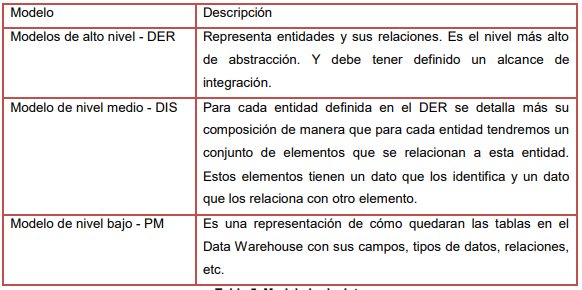 Modelo
Descripción
Modelos de alto nivel - DER
Representa entidades y sus relaciones. Es el nivel más alto
de abstracción. Y debe tener definido un alcance de
integración.
Modelo de nivel medio - DIS
Para cada entidad definida en el DER se detalla más su
composición de manera que para cada entidad tendremos un
conjunto de elementos que se relacionan a esta entidad.
Estos elementos tienen un dato que los identifica y un dato
que los relaciona con otro elemento.
Modelo de nivel bajo - PM
Es una representación de cómo quedaran las tablas en el
Data Warehouse con sus campos, tipos de datos, relaciones,
etc.